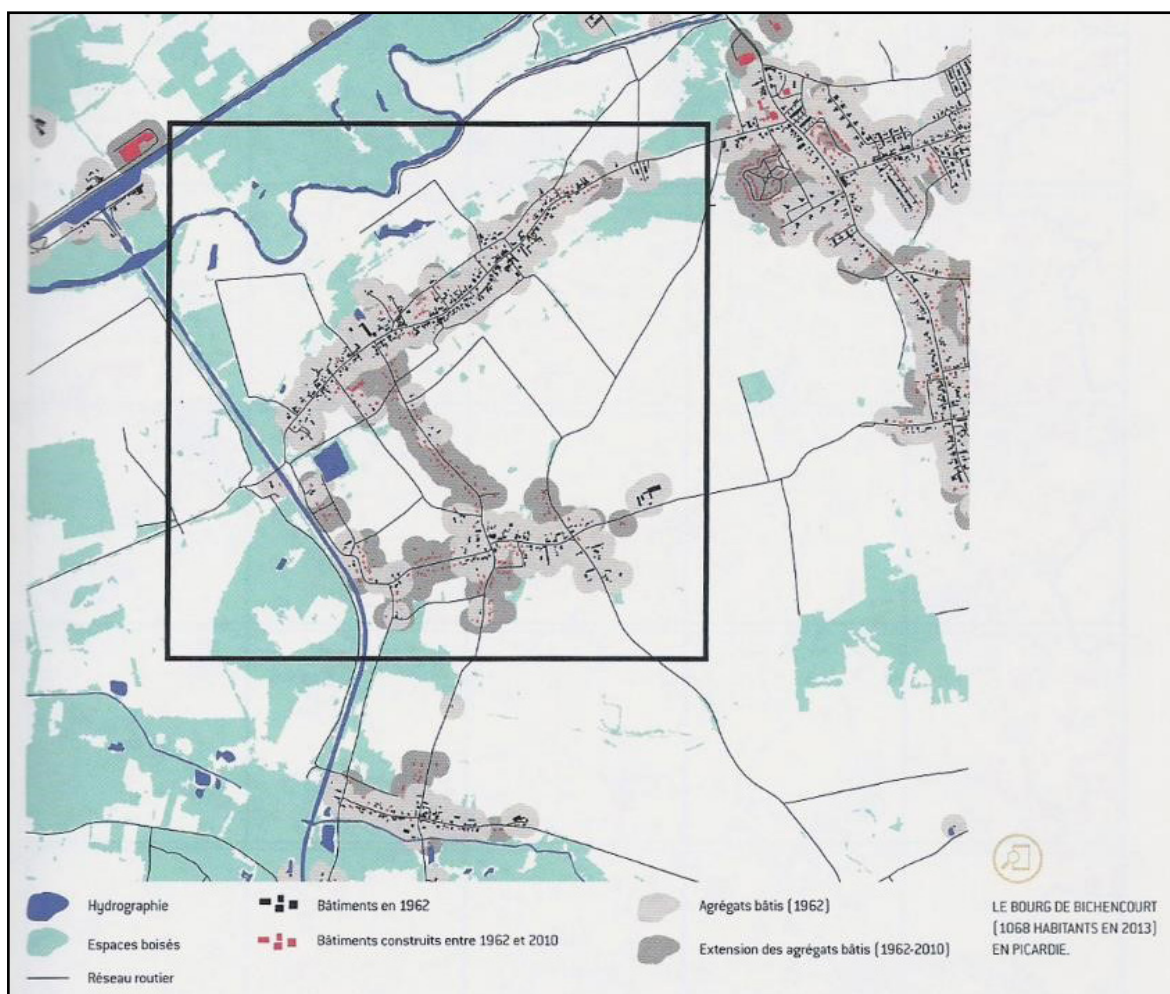 Hydrographie
Espaces boisés
Réseau routier
Bâtiments en 1962
Bâtiments construits entre 1962 et 2010
Agrégats bâtis (1962)
Extension des agrégats bâtis (1962-2010)
LE BOURG DE BICHENCOURT
(1068 HABITANTS EN 2013)
EN PICARDIE.